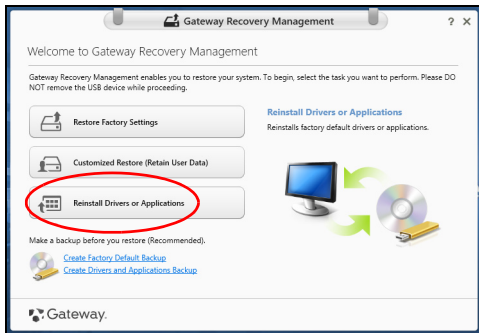 Gateway Recovery Management
? X
Welcome to Gateway Recovery Management
Gateway Recovery Management enables you to restore your system. To begin, select the task you want to perform. Please DO
NOT remove the USB device while proceeding.
Restore Factory Settings
Customized Restore (Retain User Data)
Reinstall Drivers or Applications
Reinstall Drivers or Applications
Reinstalls factory default drivers or applications.
Make a backup before you restore (Recommended).
Create Factory Default Backup
Create Drivers and Applications Backup
Gateway.